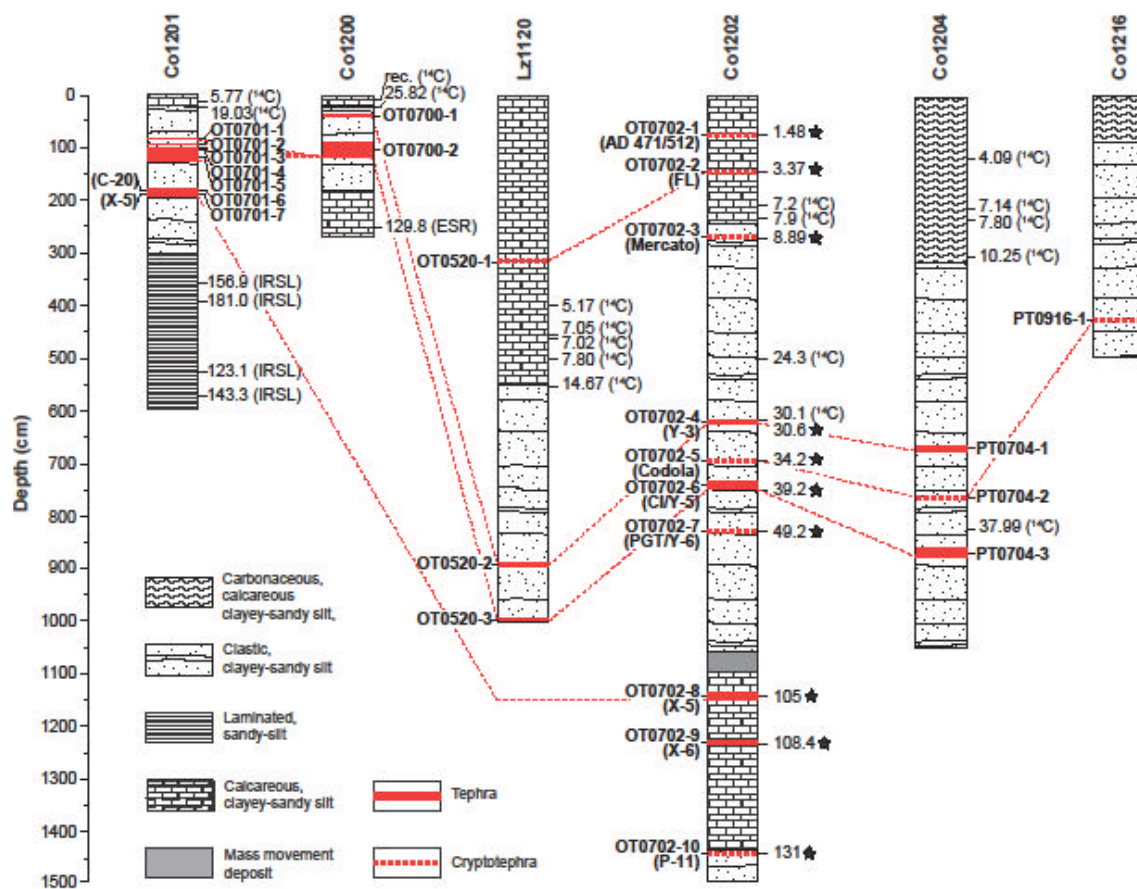 Co1201
Co1200
Lz1120
Co1202
Co1204
Co1216
Depth (cm)
0
100
200
300
400
500
600
700
800
900
1000
1100
1200
1300
1400
1500
5.77 (¹⁴C)
19.03 (¹⁴C)
OT0701-1
OT0701-2
OT0701-3
OT0701-4
OT0701-5
OT0701-6
OT0701-7
(C-20)
(X-5)
156.9 (IRSL)
181.0 (IRSL)
123.1 (IRSL)
143.3 (IRSL)
rec. (¹⁴C)
25.82 (¹⁴C)
OT0700-1
OT0700-2
129.8 (ESR)
OT0520-1
5.17 (¹⁴C)
7.05 (¹⁴C)
7.02 (¹⁴C)
7.80 (¹⁴C)
14.67 (¹⁴C)
OT0520-2
OT0520-3
OT0702-1
(AD 471/512)
1.48 ★
OT0702-2
(FL)
3.37 ★
7.2 (¹⁴C)
7.9 (¹⁴C)
OT0702-3
(Mercato)
8.89 ★
24.3 (¹⁴C)
OT0702-4
(Y-3)
30.1 (¹⁴C)
30.6 ★
OT0702-5
(Codola)
34.2 ★
OT0702-6
(CI/Y-5)
39.2 ★
OT0702-7
(PGT/Y-6)
49.2 ★
OT0702-8
(X-5)
105 ★
OT0702-9
(X-6)
108.4 ★
OT0702-10
(P-11)
131 ★
4.09 (¹⁴C)
7.14 (¹⁴C)
7.80 (¹⁴C)
10.25 (¹⁴C)
PT0704-1
PT0704-2
37.99 (¹⁴C)
PT0704-3
PT0916-1
Carbonaceous,
calcareous
clayey-sandy silt,
Clastic,
clayey-sandy silt
Laminated,
sandy-silt
Calcareous,
clayey-sandy silt
Mass movement
deposit
Tephra
Cryptotephra